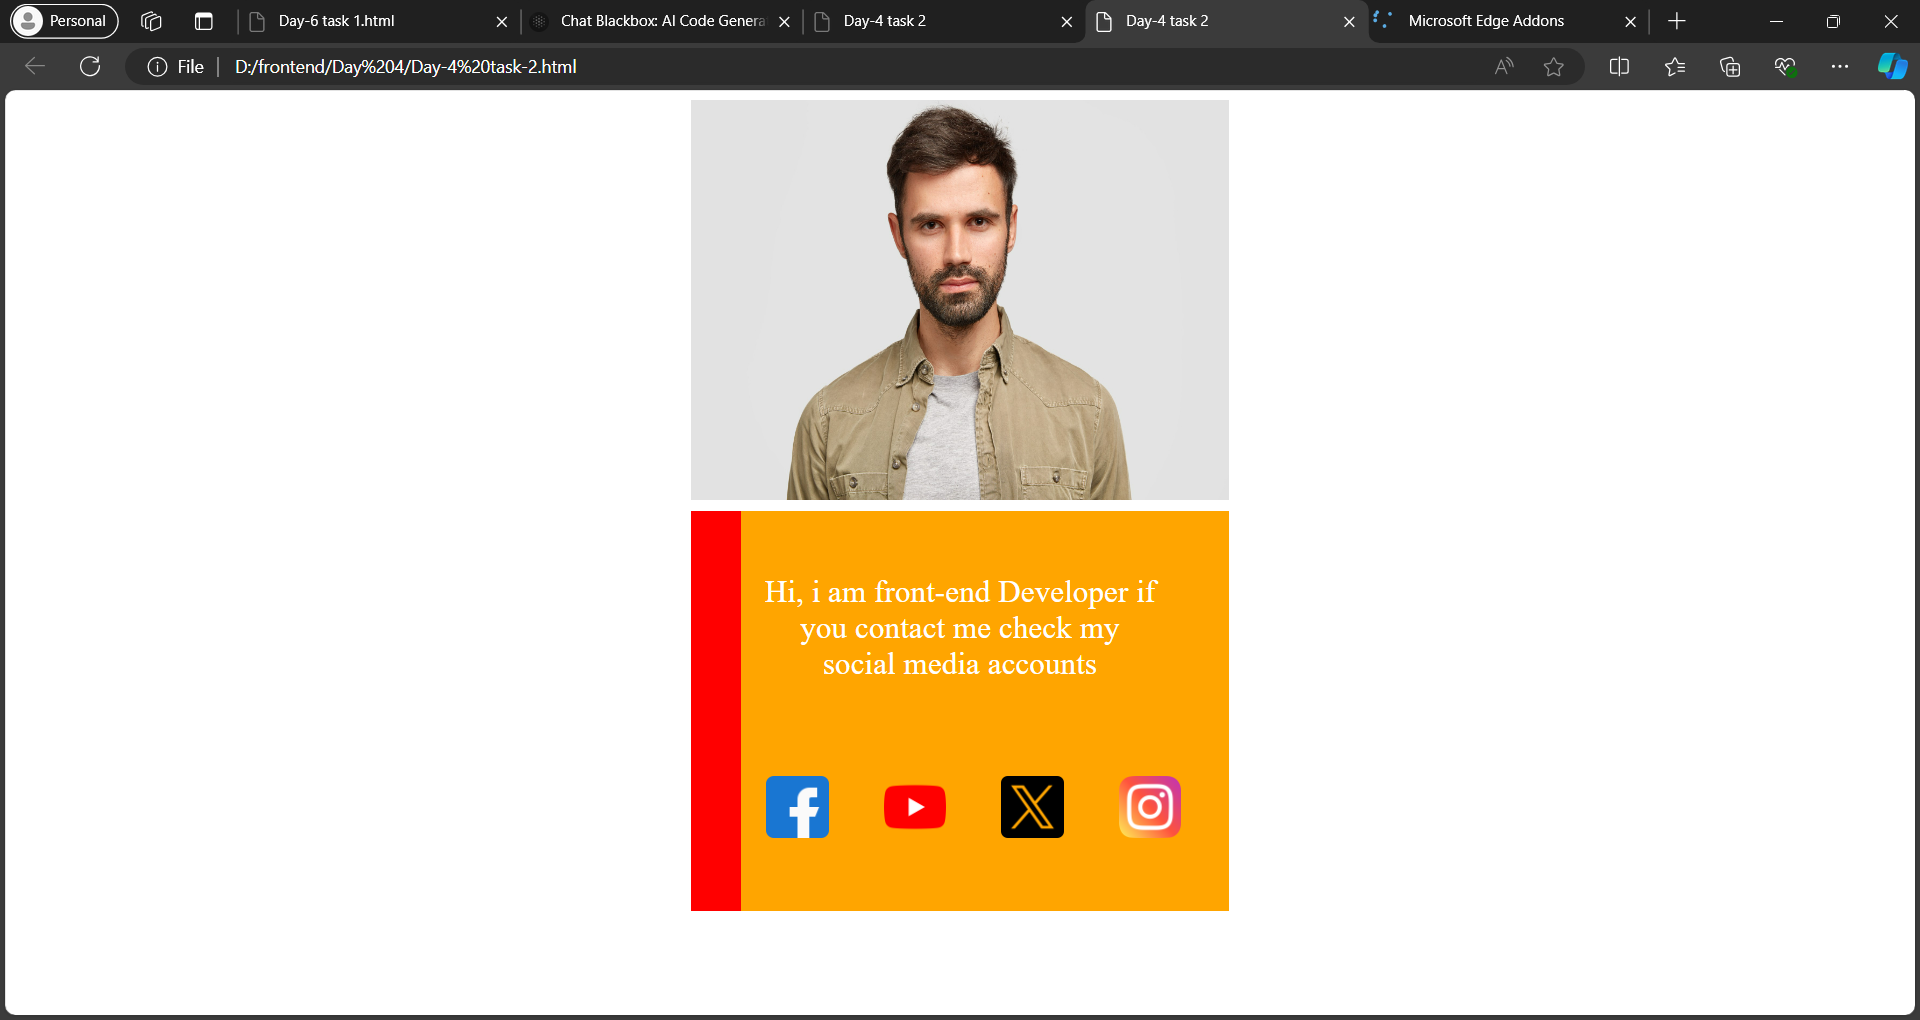 Personal
Day-6 task 1.html
Chat Blackbox: AI Code Genera
Day-4 task 2
Day-4 task 2
Microsoft Edge Addons
File
D:/frontend/Day%204/Day-4%20task-2.html
Hi, i am front-end Developer if
you contact me check my
social media accounts